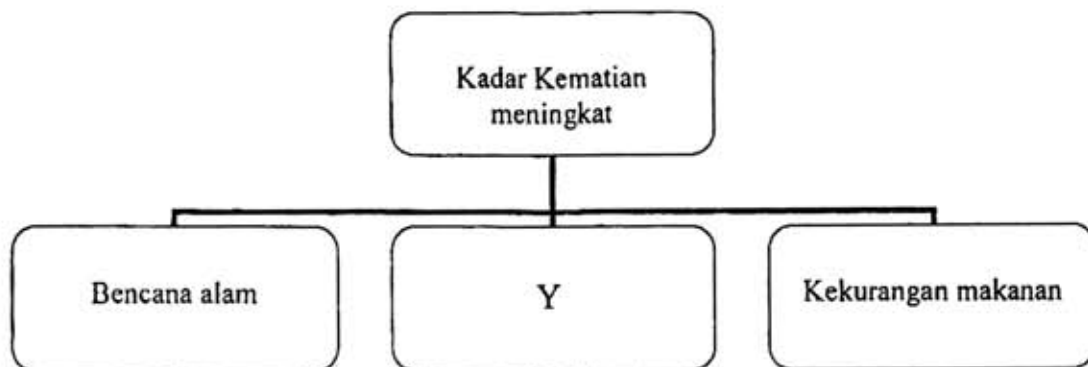 Kadar Kematian
meningkat
Bencana alam
Y
Kekurangan makanan